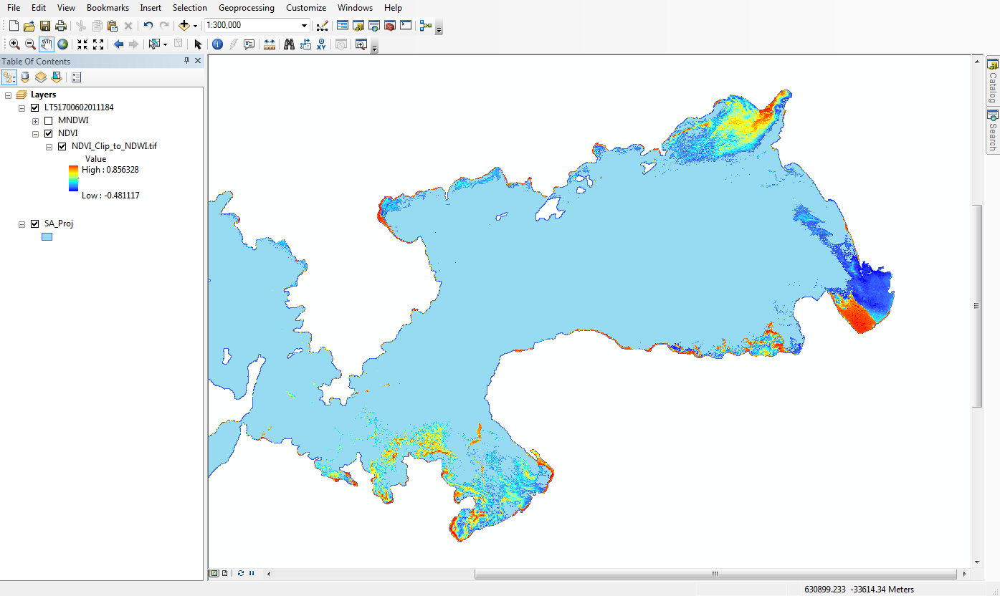 File Edit View Bookmarks Insert Selection Geoprocessing Customize Windows Help
1:300,000
Table Of Contents
Layers
LT51700602011184
MNDWI
NDVI
NDVI_Clip_to_NDWI.tif
Value
High : 0.856328
Low : -0.481117
SA_Proj
Catalog
Search
630899.233 -33614.34 Meters